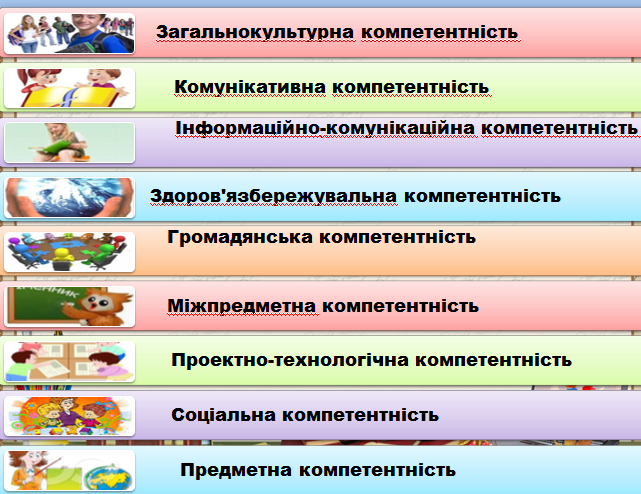 Загальнокультурна компетентність
Комунікативна компетентність
Інформаційно-комунікаційна компетентність
Здоров'язбережувальна компетентність
Громадянська компетентність
Міжпредметна компетентність
Проектно-технологічна компетентність
Соціальна компетентність
Предметна компетентність